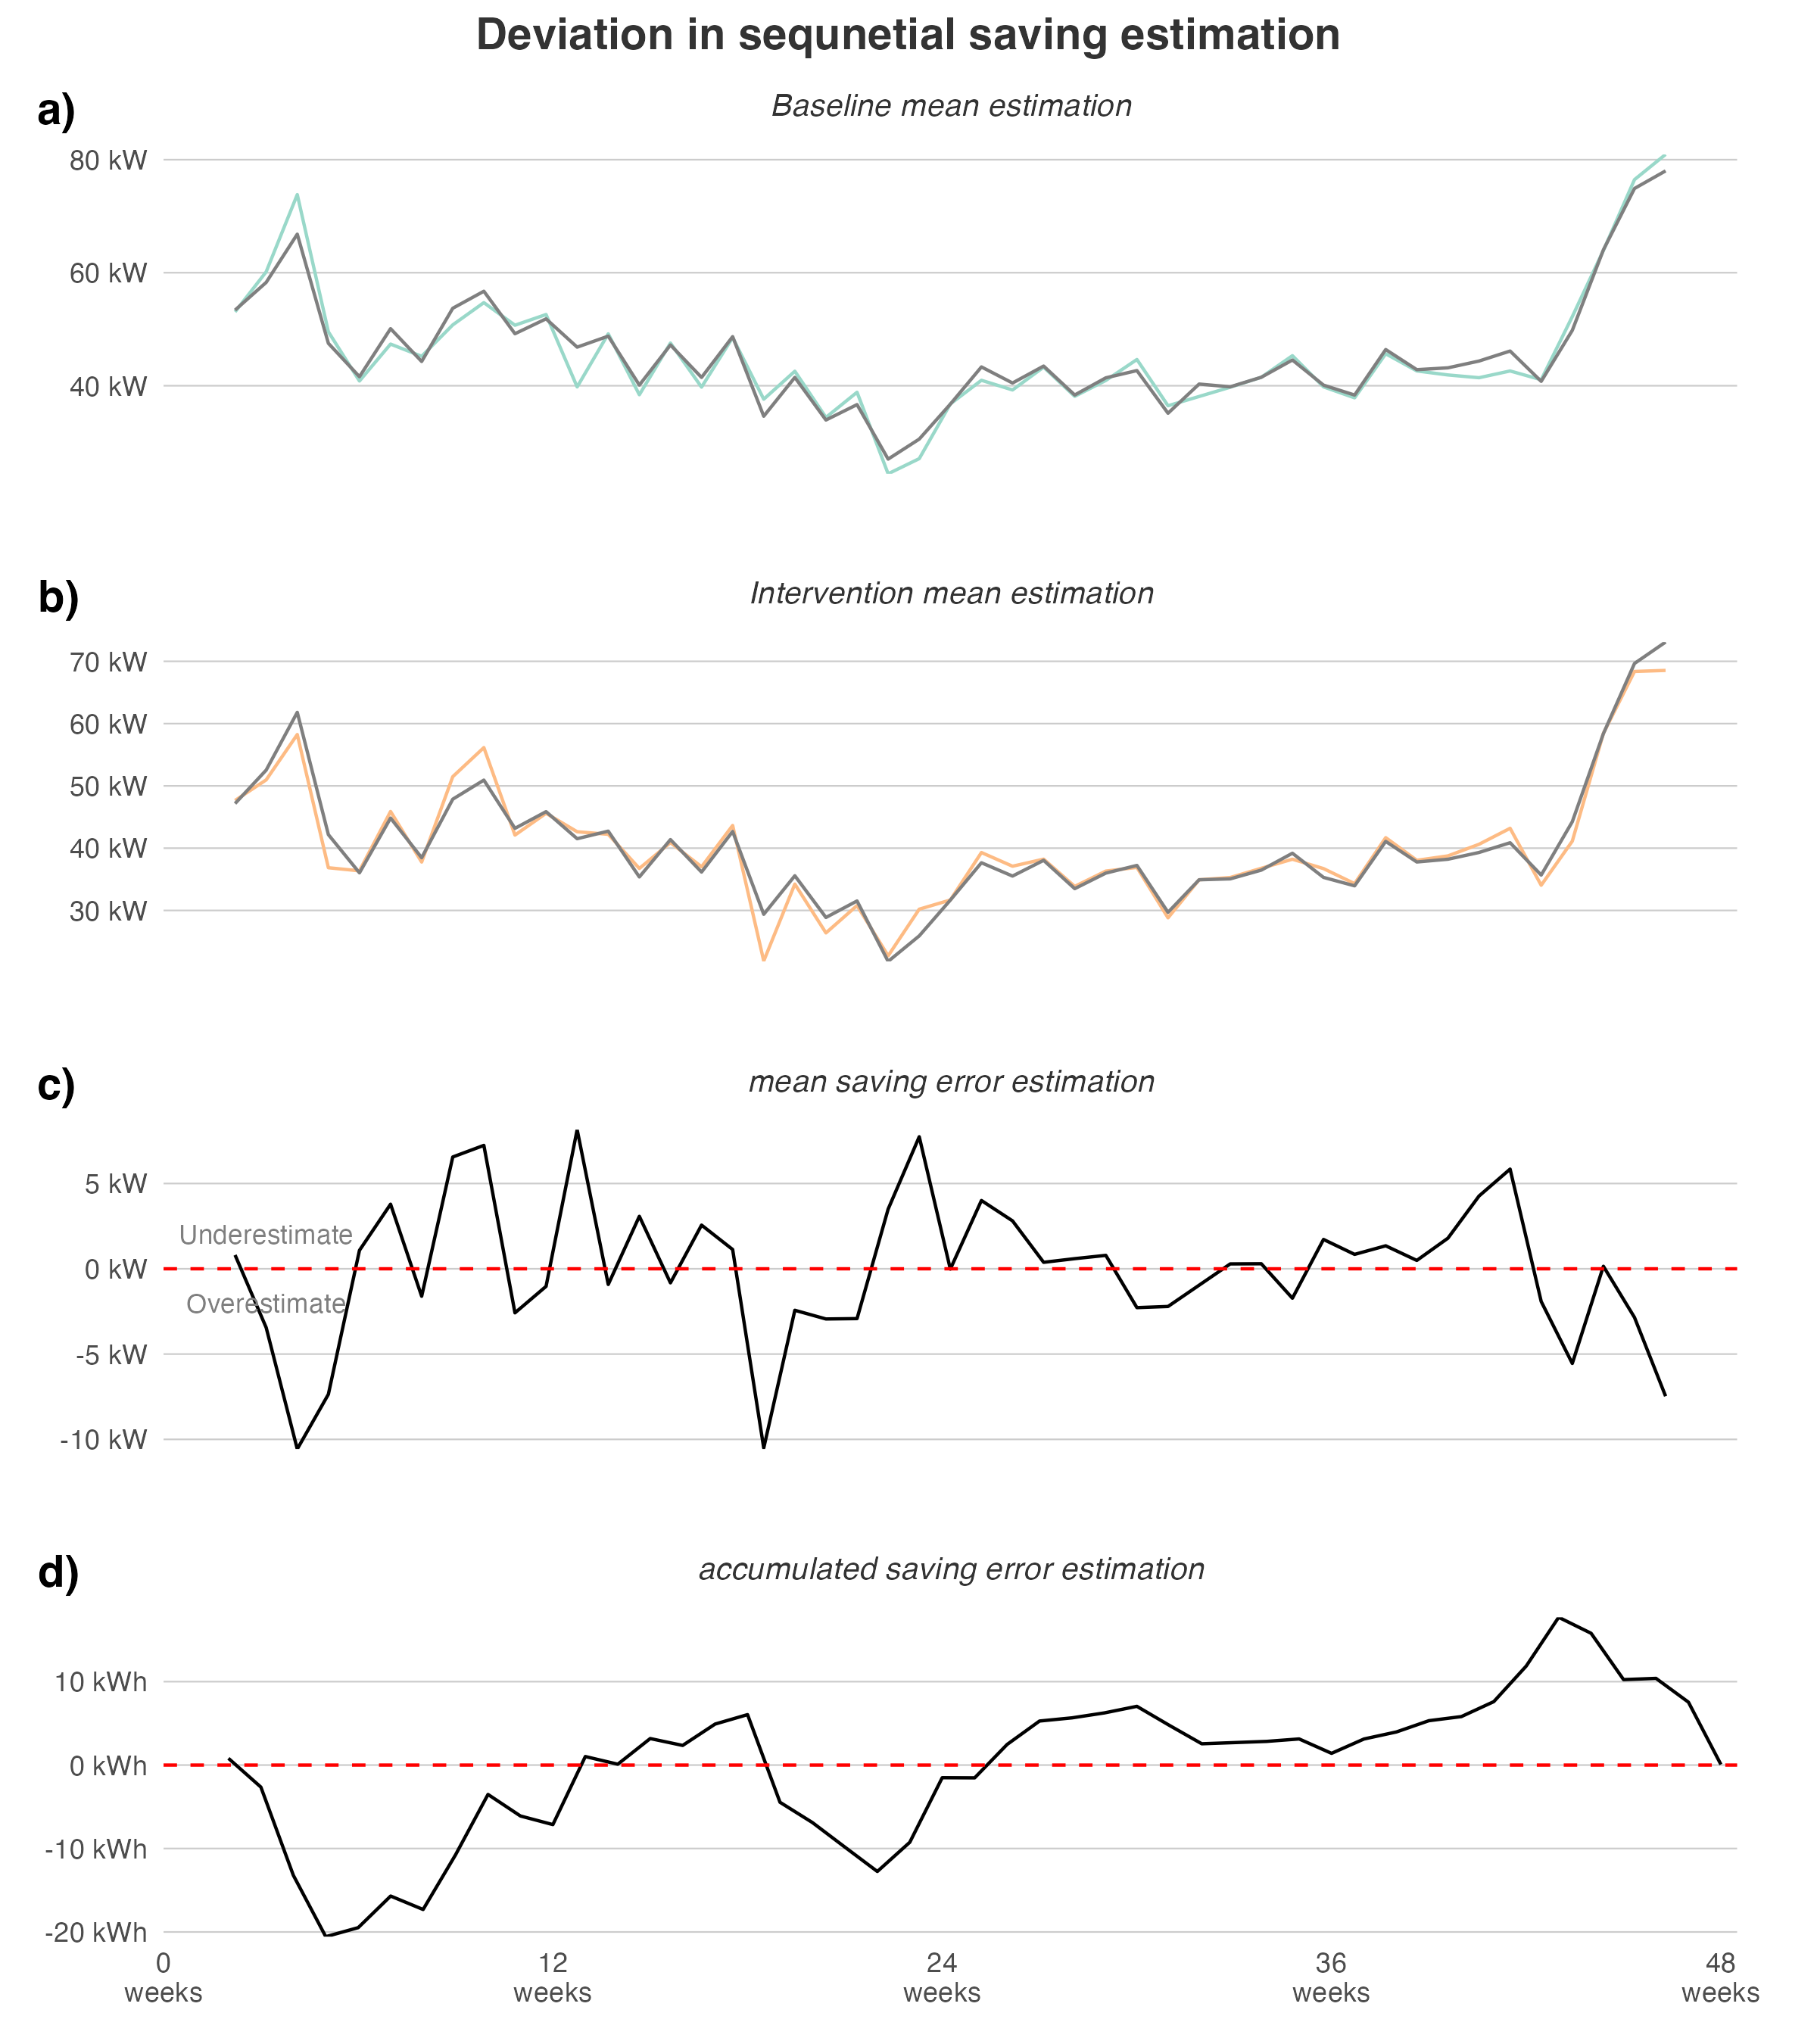 Deviation in sequnetial saving estimation
a)
Baseline mean estimation
80 kW
60 kW
40 kW
b)
Intervention mean estimation
70 kW
60 kW
50 kW
40 kW
30 kW
c)
mean saving error estimation
5 kW
Underestimate
0 kW
Overestimate
-5 kW
-10 kW
d)
accumulated saving error estimation
10 kWh
0 kWh
-10 kWh
-20 kWh
0 12 24 36 48
weeks weeks weeks weeks weeks